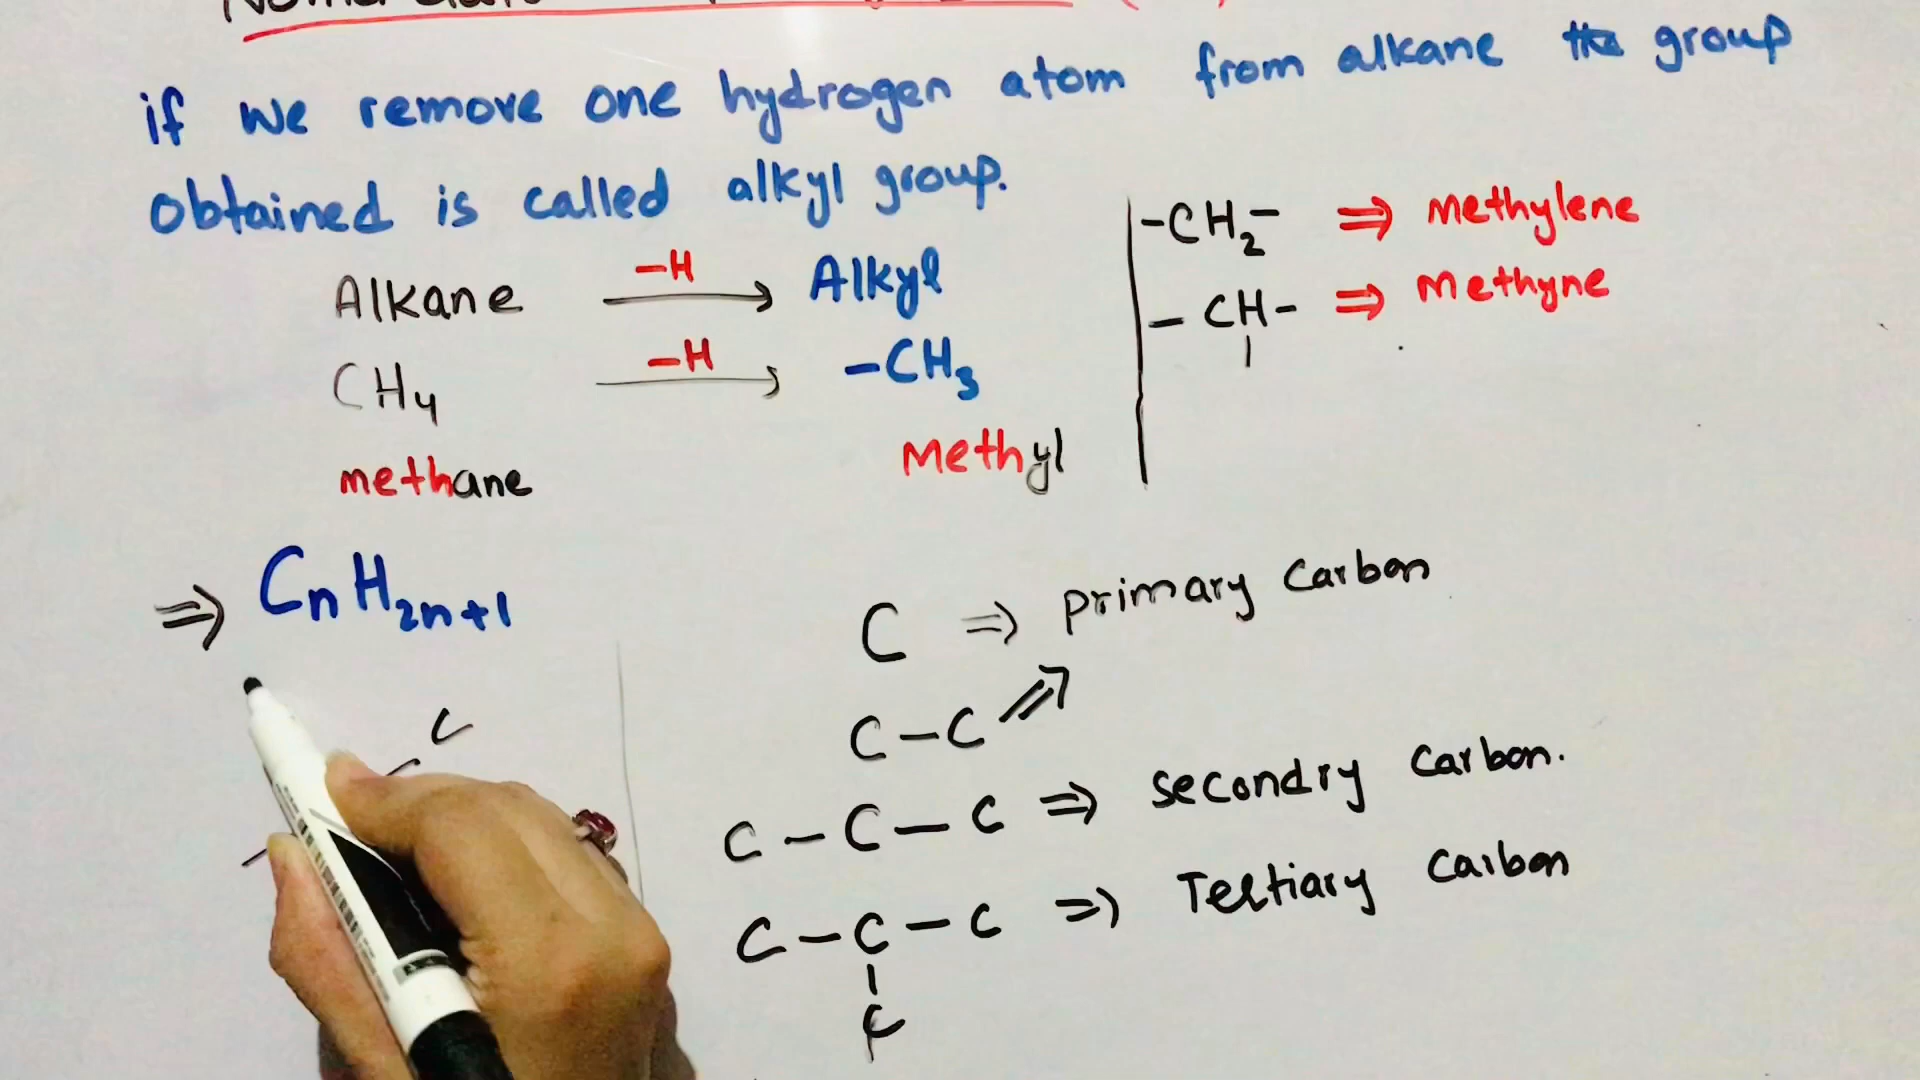 if we remove one hydrogen atom from alkane the group
obtained is called alkyl group.
Alkane -H→ Alkyl
CH4 -H→ -CH3
methane Methyl
-CH2- ⇒ Methylene
-CH- ⇒ Methyne
⇒ CnH2n+1
C
C ⇒ primary carbon
C-C ⇒
C-C-C ⇒ secondry carbon.
C-C-C ⇒ Tertiary carbon
C